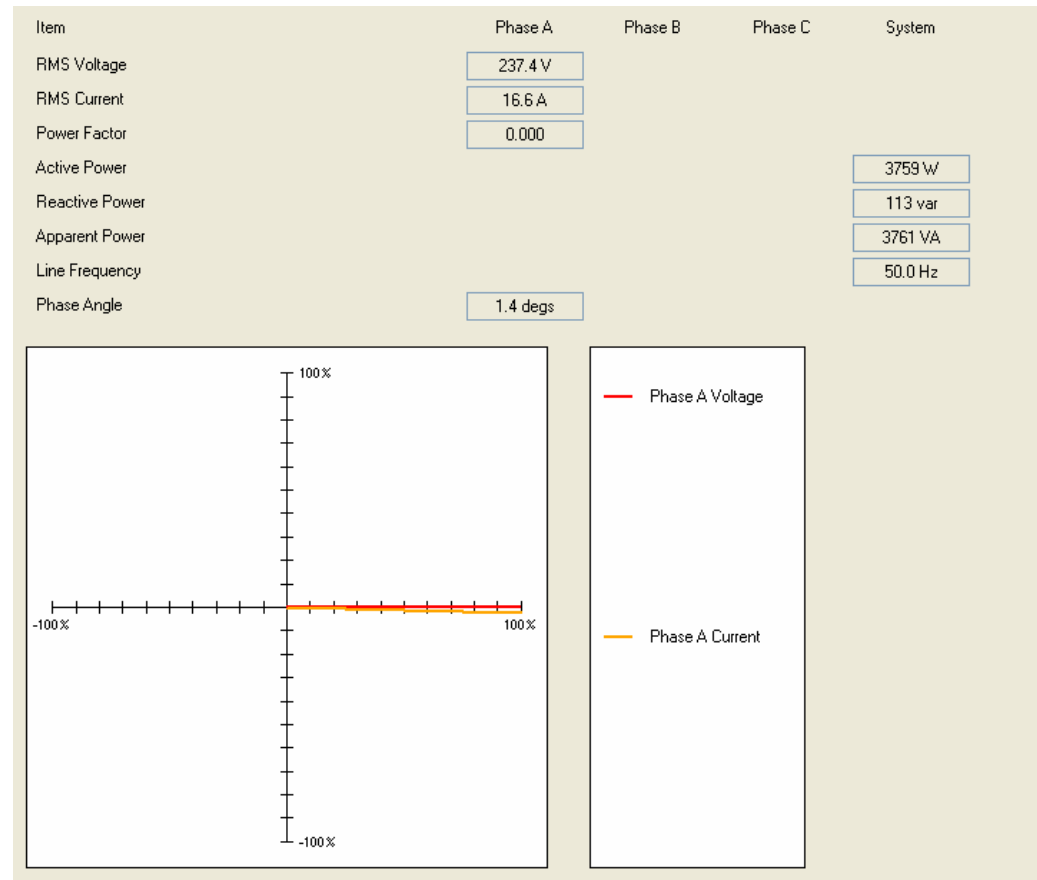 Item Phase A Phase B Phase C System
RMS Voltage 237.4 V
RMS Current 16.6 A
Power Factor 0.000
Active Power 3759 W
Reactive Power 113 var
Apparent Power 3761 VA
Line Frequency 50.0 Hz
Phase Angle 1.4 degs
100%
-100% 100%
-100%
Phase A Voltage
Phase A Current